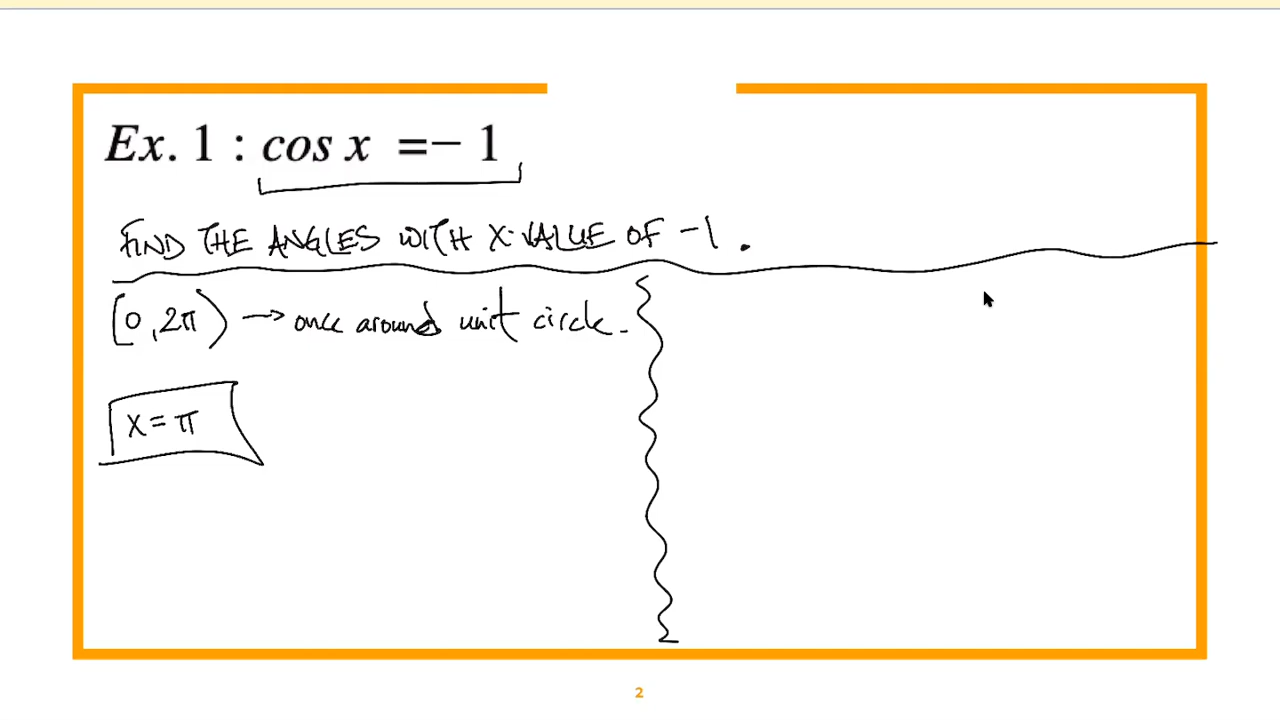 Ex. 1 : cos x = − 1
FIND THE ANGLES WITH X-VALUE OF -1.
[0, 2π) → once around unit circle.
x = π
2